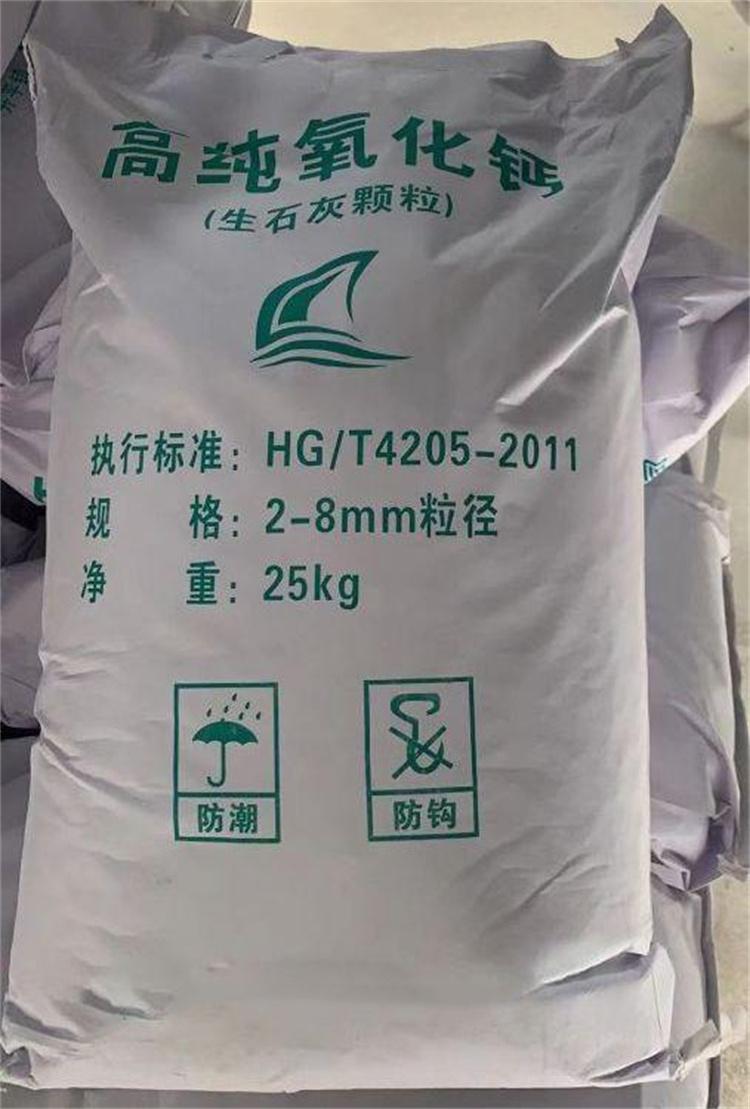 高纯氧化钙
(生石灰颗粒)
执行标准: HG/T4205-2011
规 格: 2-8mm粒径
净 重: 25kg
防潮
防钩